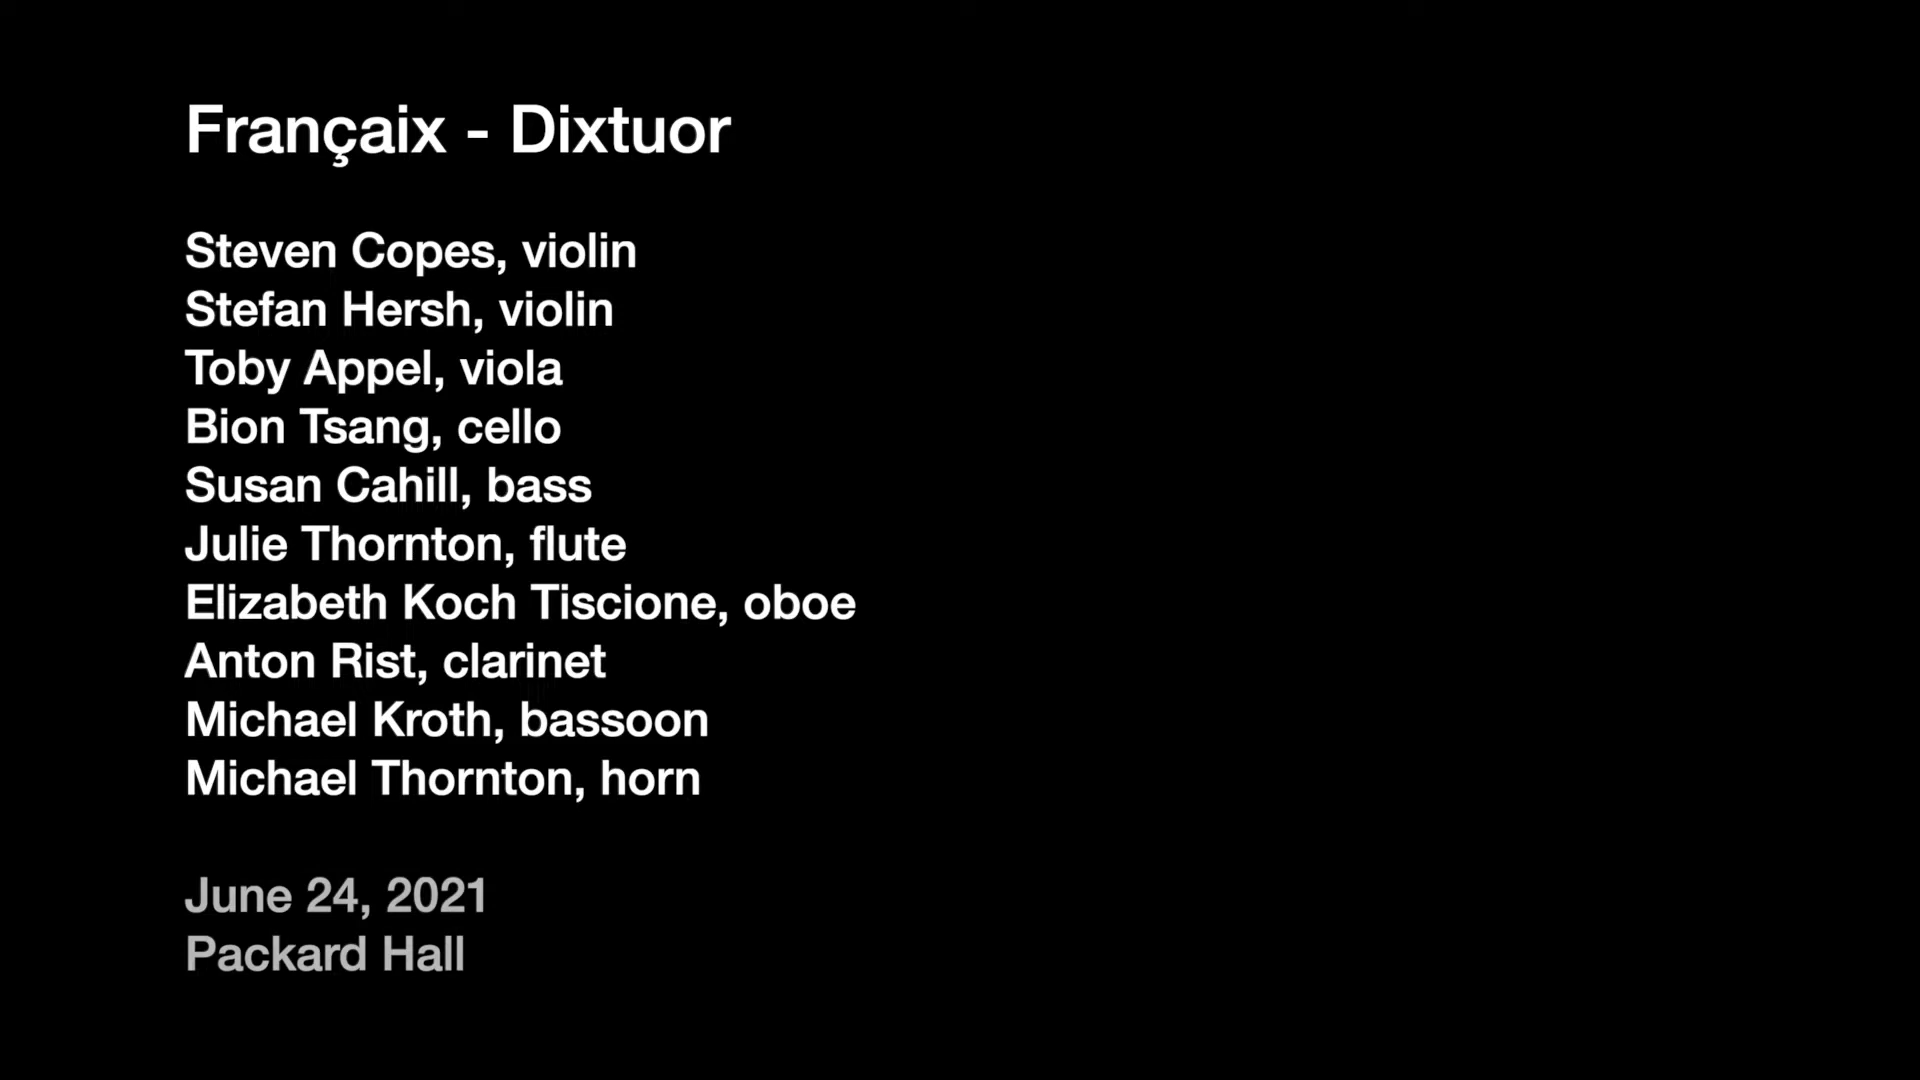 Françaix - Dixtuor
Steven Copes, violin
Stefan Hersh, violin
Toby Appel, viola
Bion Tsang, cello
Susan Cahill, bass
Julie Thornton, flute
Elizabeth Koch Tiscione, oboe
Anton Rist, clarinet
Michael Kroth, bassoon
Michael Thornton, horn
June 24, 2021
Packard Hall